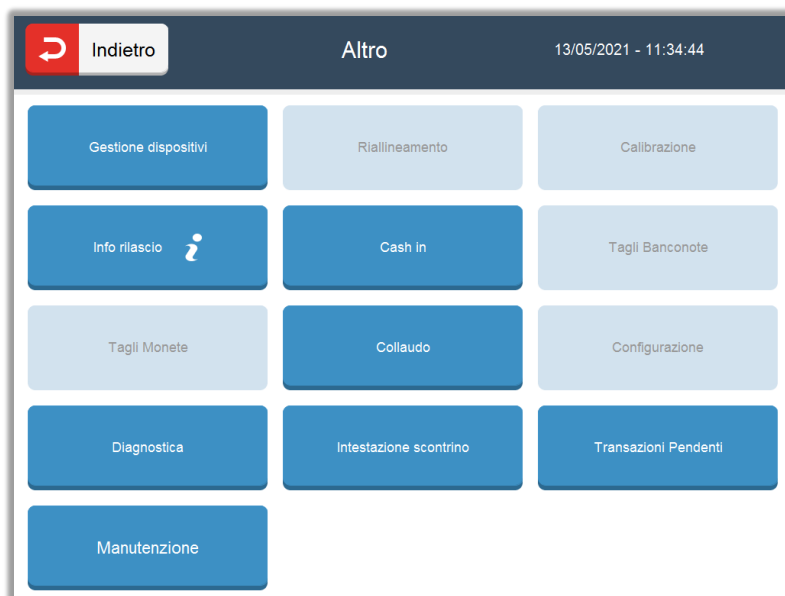 Indietro
Altro
13/05/2021 - 11:34:44
Gestione dispositivi
Riallineamento
Calibrazione
Info rilascio
Cash in
Tagli Banconote
Tagli Monete
Collaudo
Configurazione
Diagnostica
Intestazione scontrino
Transazioni Pendenti
Manutenzione